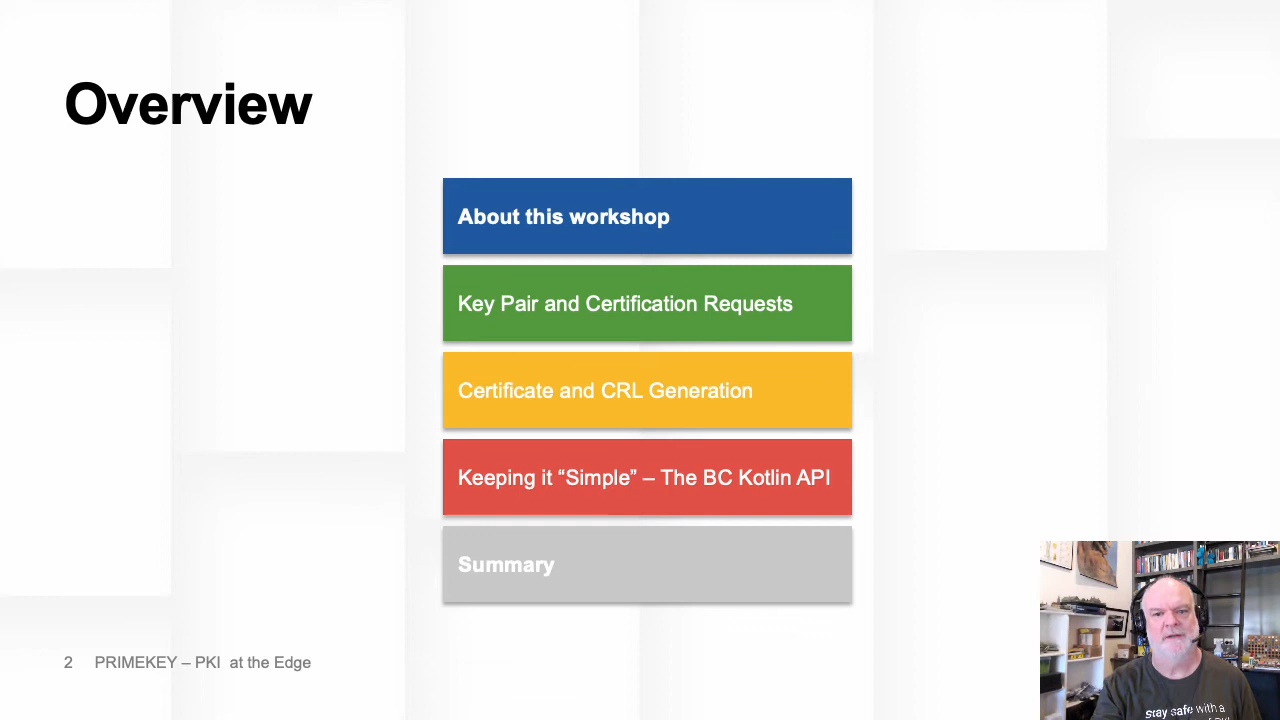 Overview
About this workshop
Key Pair and Certification Requests
Certificate and CRL Generation
Keeping it “Simple” – The BC Kotlin API
Summary
2 PRIMEKEY – PKI at the Edge
stay safe with a